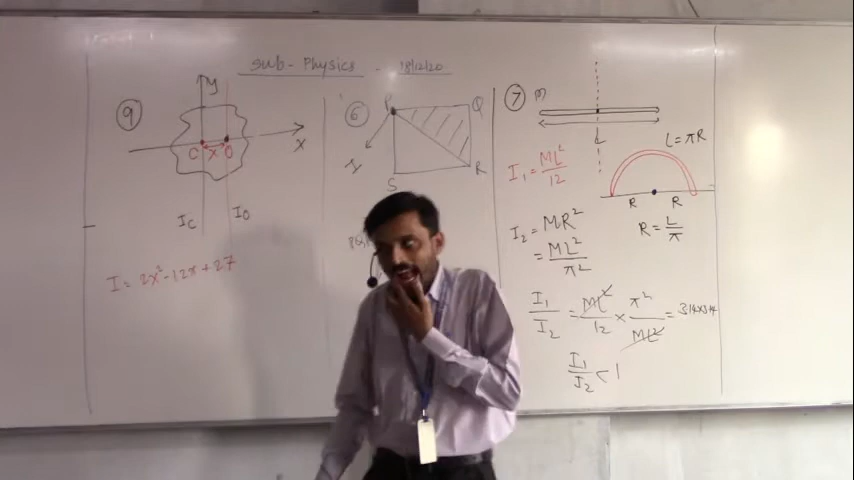 Sub-Physics - 18/12/20
9
y
X
C X O
Ic Io
I = 2x²-12x+27
6
P Q
S R
7 m
L
I₁ = ML²/12
L=πR
R R
R = L/π
I₂ = MR²
= ML²/π²
I₁/I₂ = ML²/12 × π²/ML² = 3.14×3.14
I₁/I₂ < 1